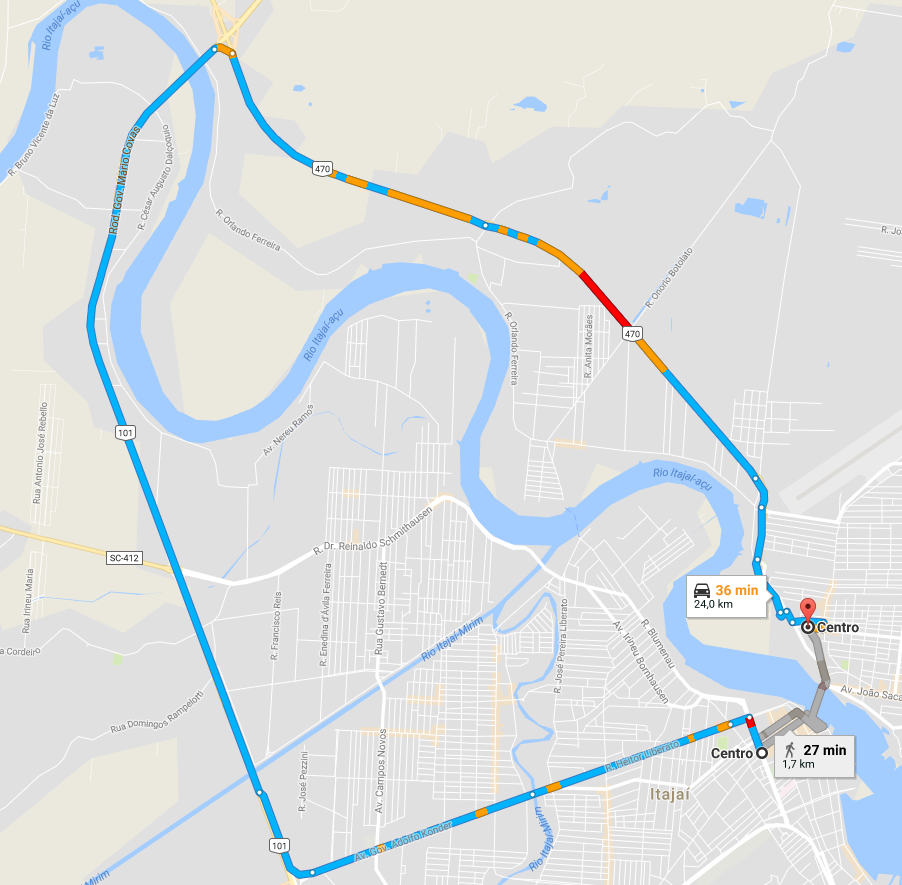 Rio Itajaí-açu
R. Bruno Vicente da Luz
Rod. Gov. Mário Covas
R. César Augusto Dalçóquio
470
R. Orlando Ferreira
R. Jo
R. Onorio Bortolato
Rio Itajaí-açu
R. Orlando Ferreira
R. Anita Morães
470
Rua Antonio José Rebello
101
Av. Nereu Ramos
Rio Itajaí-açu
R. Dr. Reinaldo Schmithausen
SC-412
Rua Irineu Maria
36 min
24,0 km
R. Francisco Reis
R. Enedina d'Ávila Ferreira
Rua Gustavo Bernedt
R. José Pereira Liberato
Av. Irineu Bornhausen
R. Blumenau
Centro
Rio Itajaí-Mirim
a Cordeiro
Av. João Saca
Rua Domingos Rampelotti
R. José Pezzini
Av. Campos Novos
R. Heitor Liberato
Centro
27 min
1,7 km
Itajaí
Av. Gov. Adolfo Konder
Rio Itajaí-Mirim
101
Mirim